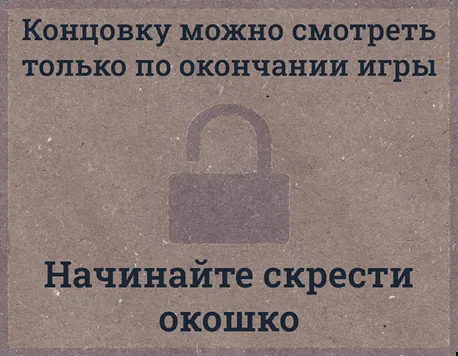 Концовку можно смотреть
только по окончании игры
Начинайте скрести
окошко